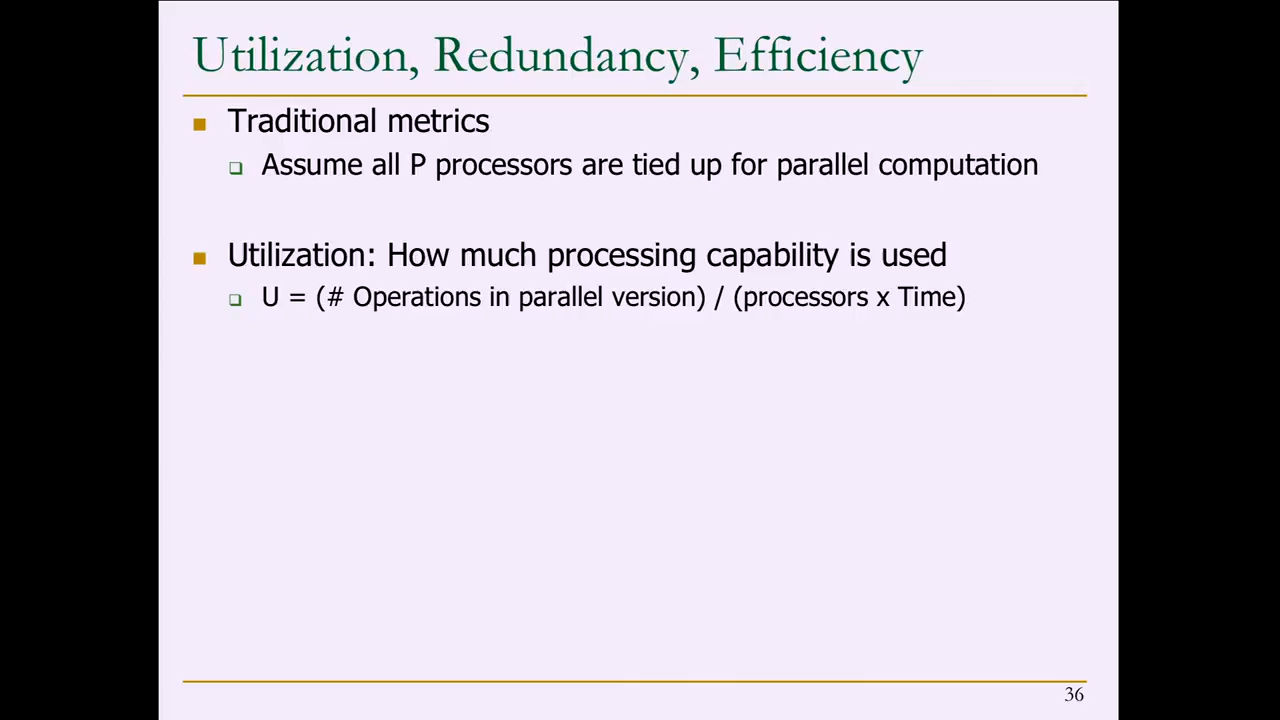 Utilization, Redundancy, Efficiency
Traditional metrics
Assume all P processors are tied up for parallel computation
Utilization: How much processing capability is used
U = (# Operations in parallel version) / (processors x Time)
36